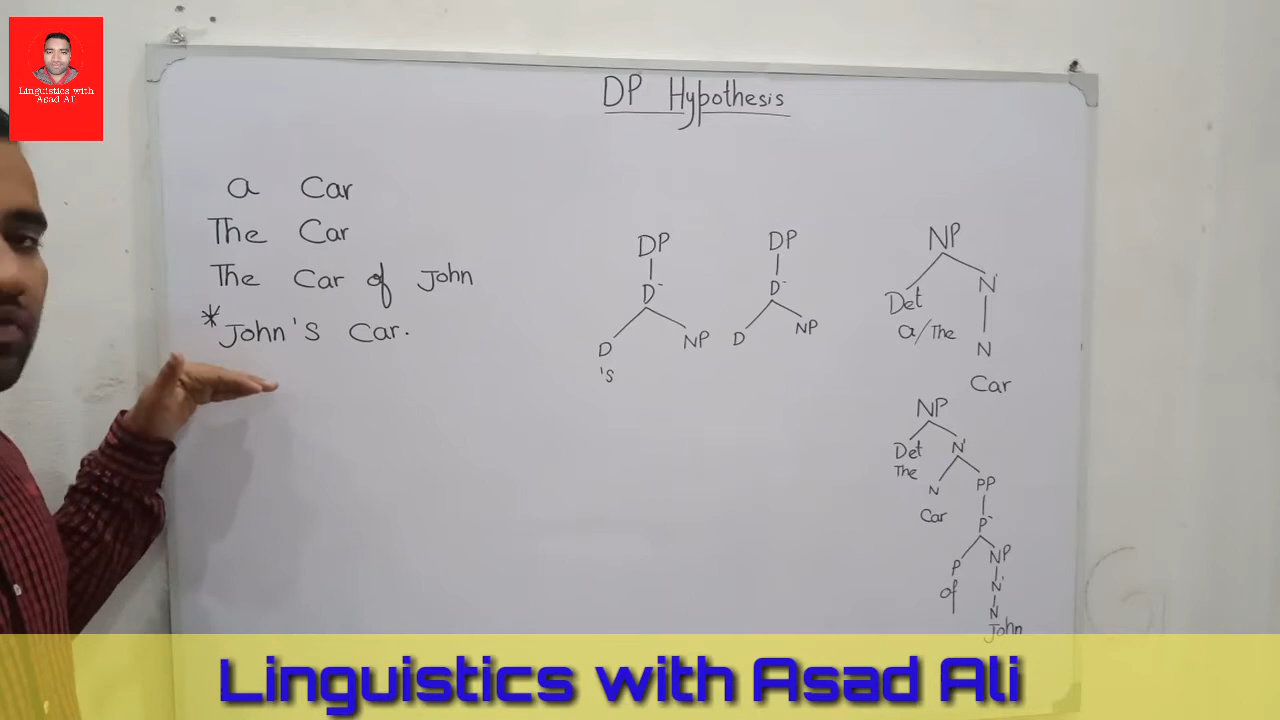 Linguistics with
Asad Ali
DP Hypothesis
a Car
The Car
The Car of John
*John's Car.
DP
D-
D NP
's
DP
D-
D NP
NP
Det N'
a/The
N
Car
NP
Det N'
The
N PP
Car
P-
P NP
of N'
N
John
Linguistics with Asad Ali